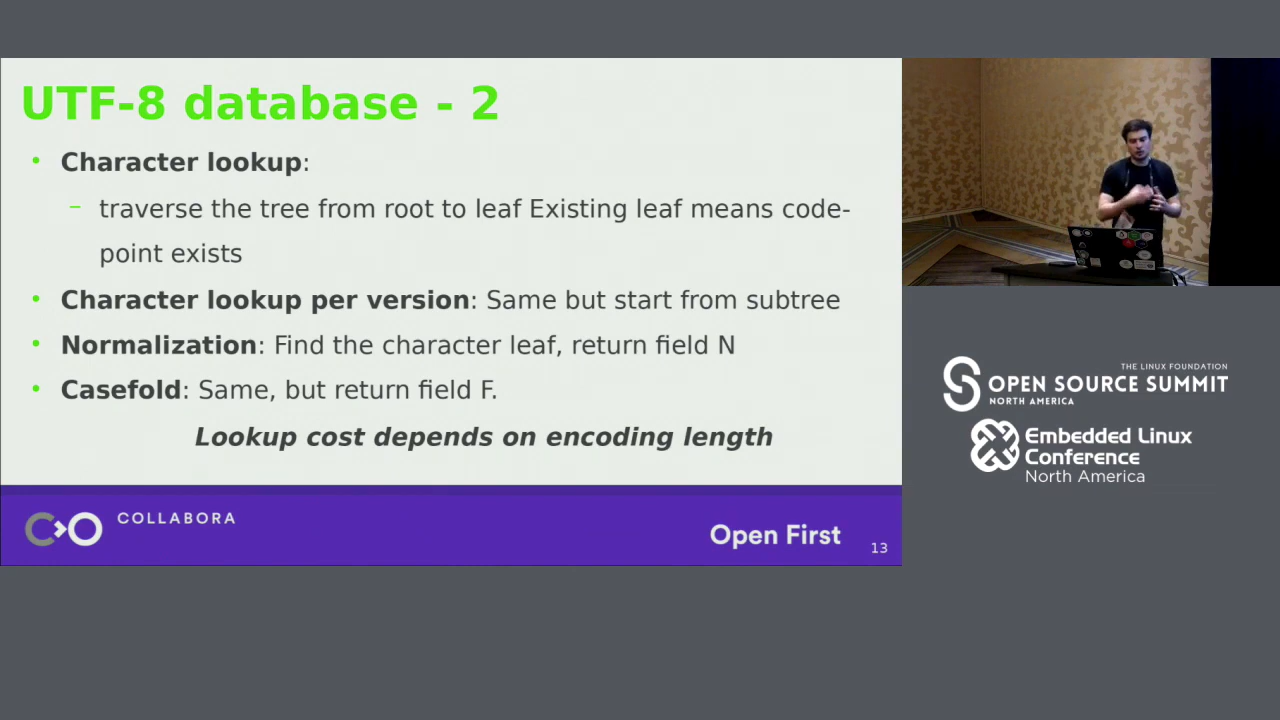 UTF-8 database - 2
• Character lookup:
– traverse the tree from root to leaf Existing leaf means code-
point exists
• Character lookup per version: Same but start from subtree
• Normalization: Find the character leaf, return field N
• Casefold: Same, but return field F.
Lookup cost depends on encoding length
COLLABORA
Open First
13
THE LINUX FOUNDATION
OPEN SOURCE SUMMIT
NORTH AMERICA
Embedded Linux
Conference
North America